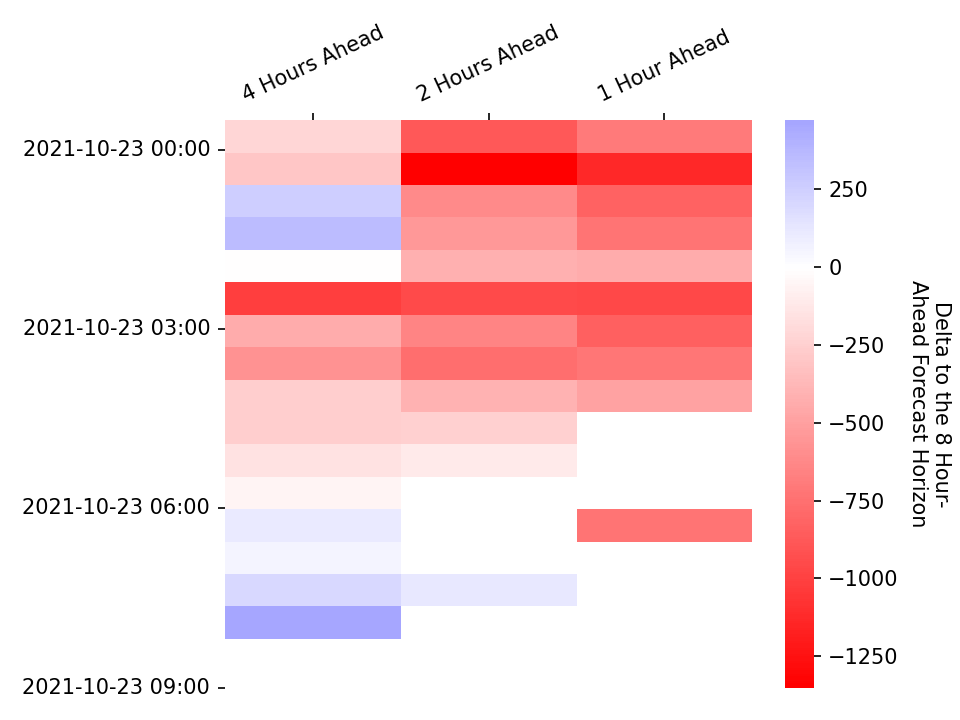 4 Hours Ahead
2 Hours Ahead
1 Hour Ahead
2021-10-23 00:00
2021-10-23 03:00
2021-10-23 06:00
2021-10-23 09:00
250
0
−250
−500
−750
−1000
−1250
Delta to the 8 Hour-
Ahead Forecast Horizon